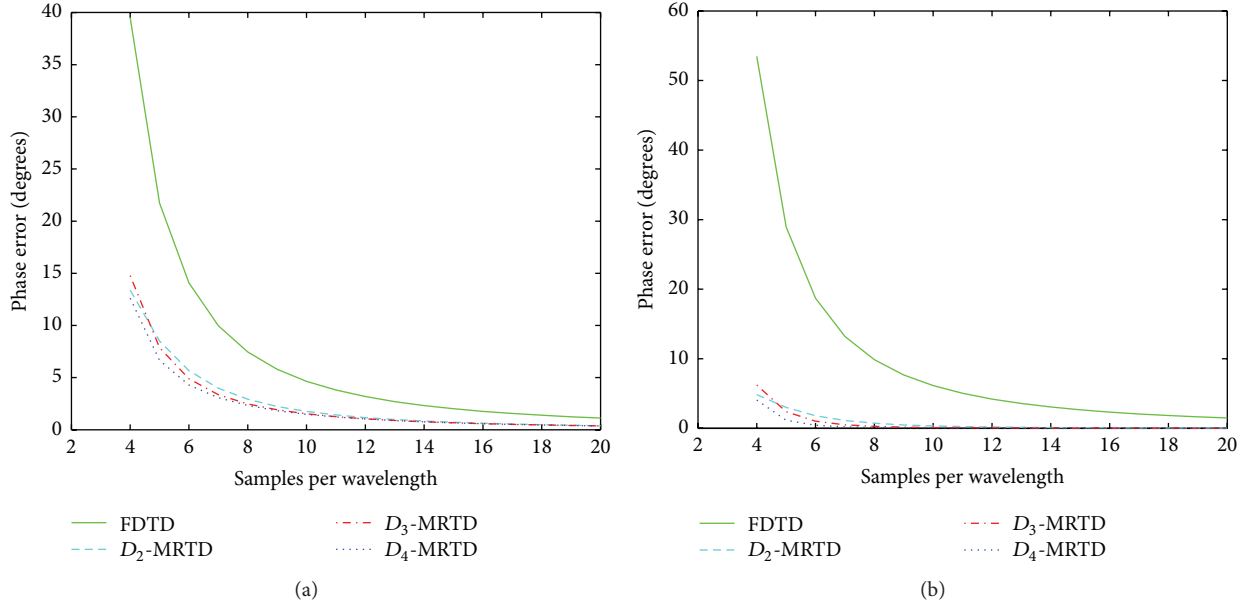 40
35
30
25
20
15
10
5
0
Phase error (degrees)
2 4 6 8 10 12 14 16 18 20
Samples per wavelength
FDTD
D₂-MRTD
D₃-MRTD
D₄-MRTD
(a)
60
50
40
30
20
10
0
Phase error (degrees)
2 4 6 8 10 12 14 16 18 20
Samples per wavelength
FDTD
D₂-MRTD
D₃-MRTD
D₄-MRTD
(b)